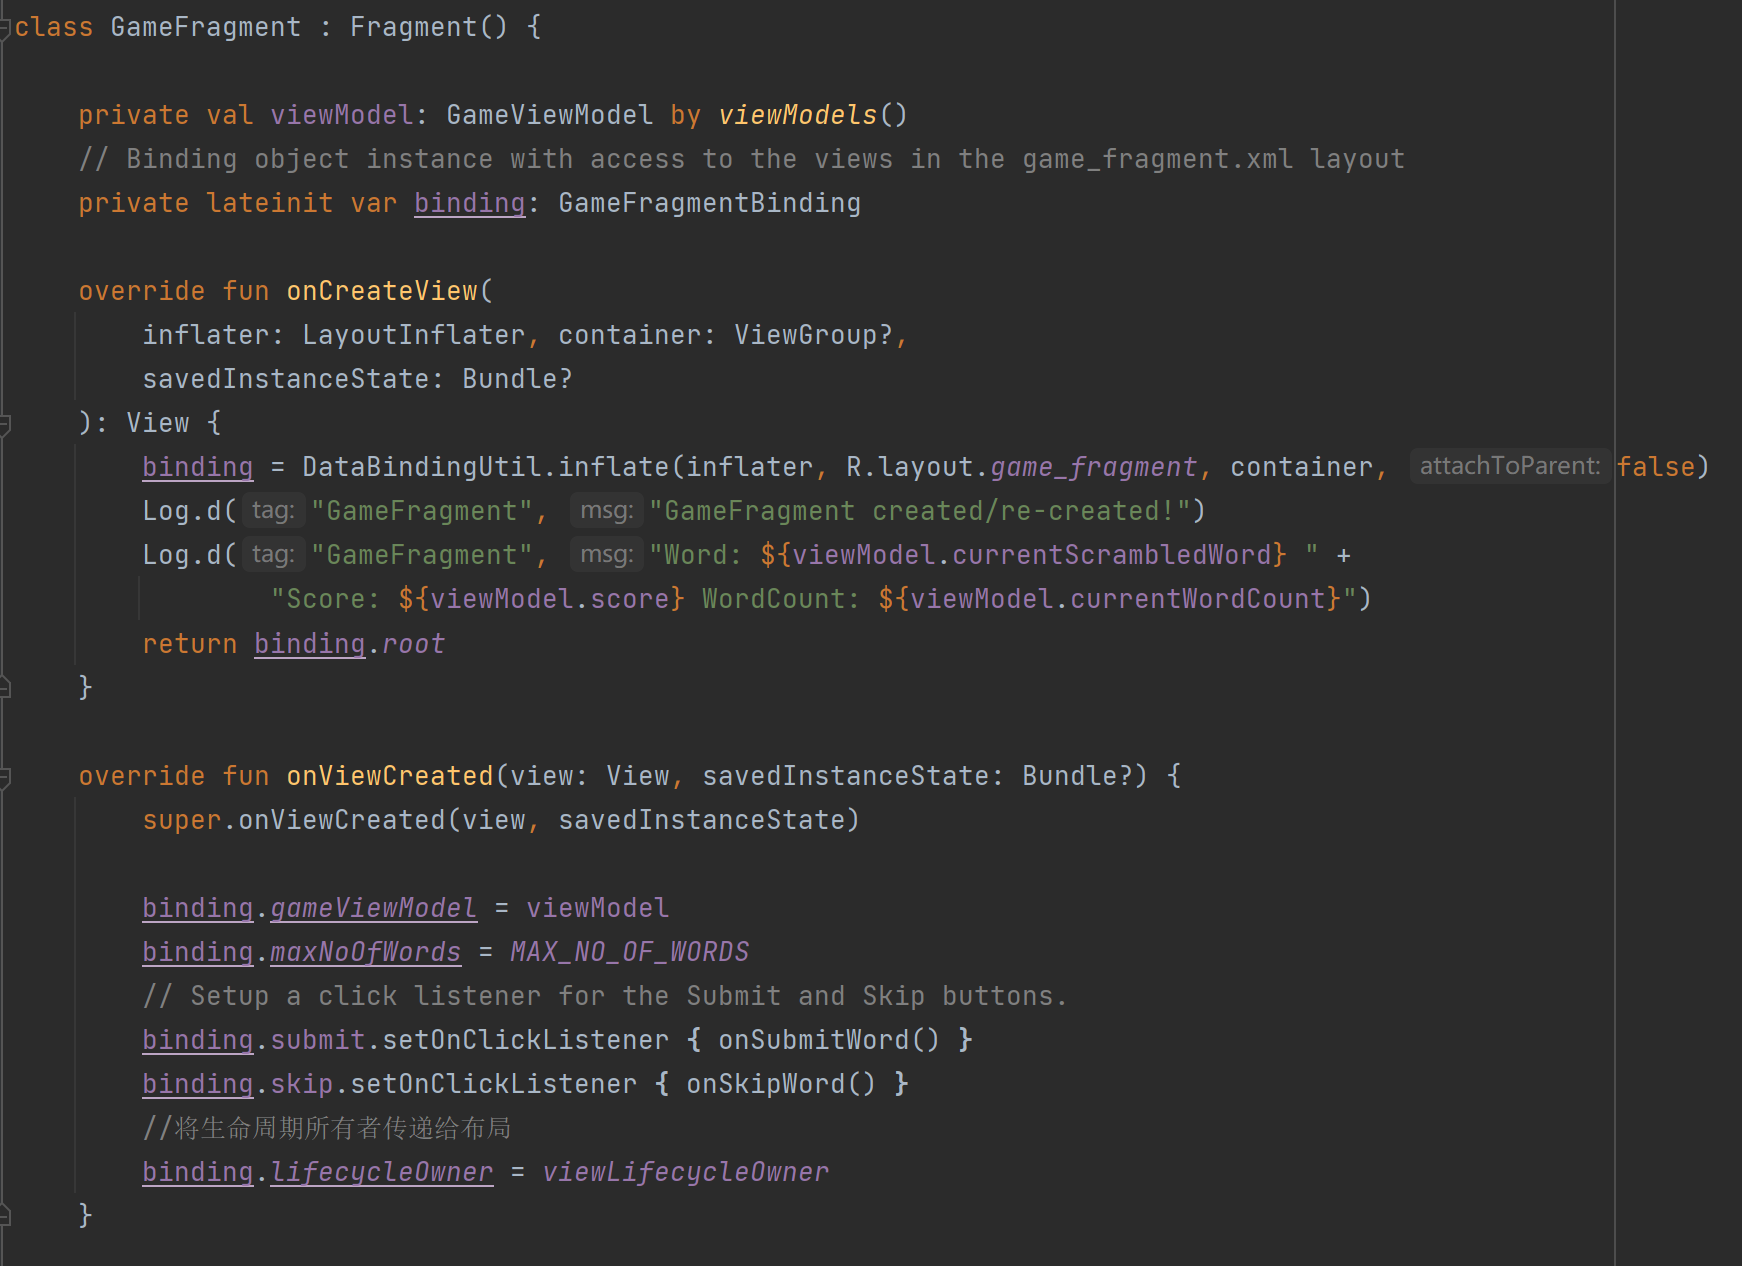 class GameFragment : Fragment() {
private val viewModel: GameViewModel by viewModels()
// Binding object instance with access to the views in the game_fragment.xml layout
private lateinit var binding: GameFragmentBinding
override fun onCreateView(
inflater: LayoutInflater, container: ViewGroup?,
savedInstanceState: Bundle?
): View {
binding = DataBindingUtil.inflate(inflater, R.layout.game_fragment, container, attachToParent: false)
Log.d( tag: "GameFragment", msg: "GameFragment created/re-created!")
Log.d( tag: "GameFragment", msg: "Word: ${viewModel.currentScrambledWord} " +
"Score: ${viewModel.score} WordCount: ${viewModel.currentWordCount}")
return binding.root
}
override fun onViewCreated(view: View, savedInstanceState: Bundle?) {
super.onViewCreated(view, savedInstanceState)
binding.gameViewModel = viewModel
binding.maxNoOfWords = MAX_NO_OF_WORDS
// Setup a click listener for the Submit and Skip buttons.
binding.submit.setOnClickListener { onSubmitWord() }
binding.skip.setOnClickListener { onSkipWord() }
//将生命周期所有者传递给布局
binding.lifecycleOwner = viewLifecycleOwner
}